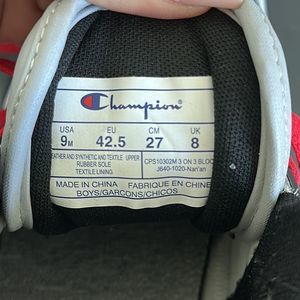 Champion
USA EU CM UK
9M 42.5 27 8
LEATHER AND SYNTHETIC AND TEXTILE UPPER
RUBBER SOLE
TEXTILE LINING
CPS10302M 3 ON 3 BLOC
J640-1020-Nan'an
MADE IN CHINA FABRIQUE EN CHINE
BOYS/GARCONS/CHICOS